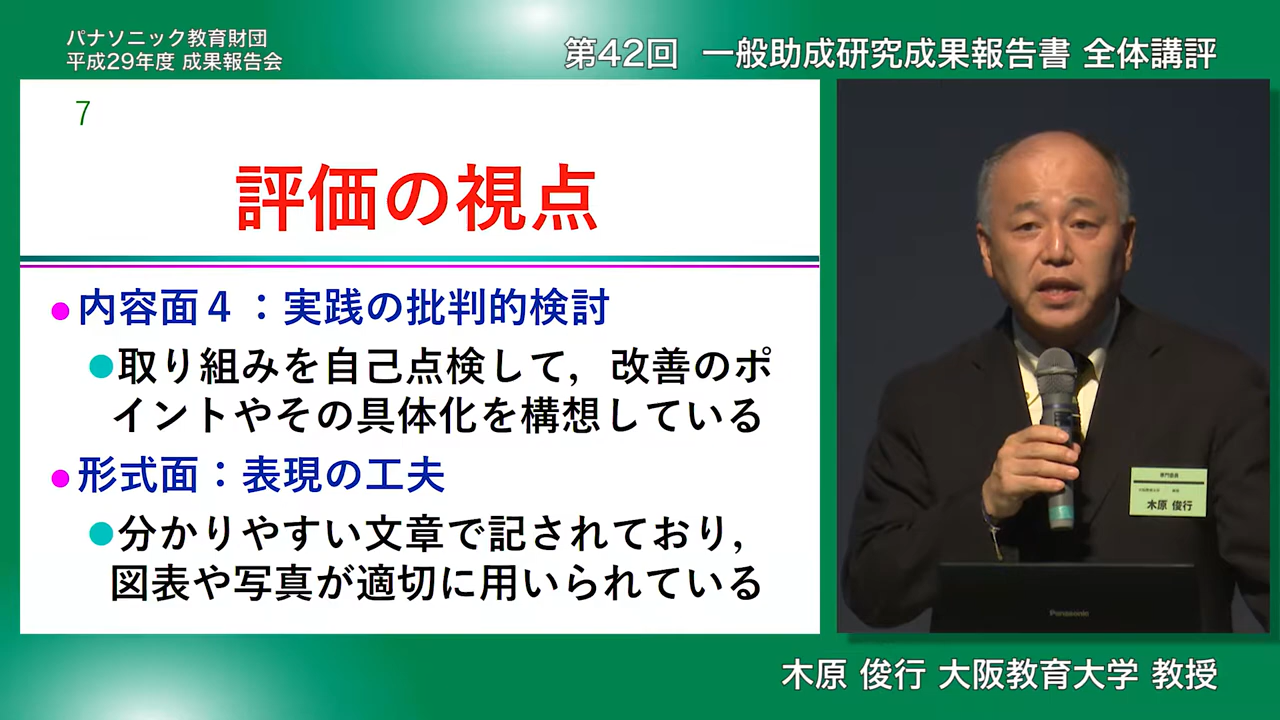 パナソニック教育財団
平成29年度 成果報告会
第42回 一般助成研究成果報告書 全体講評
7
評価の視点
●内容面4：実践の批判的検討
●取り組みを自己点検して，改善のポ
イントやその具体化を構想している
●形式面：表現の工夫
●分かりやすい文章で記されており，
図表や写真が適切に用いられている
専門委員
木原 俊行
Panasonic
木原 俊行 大阪教育大学 教授